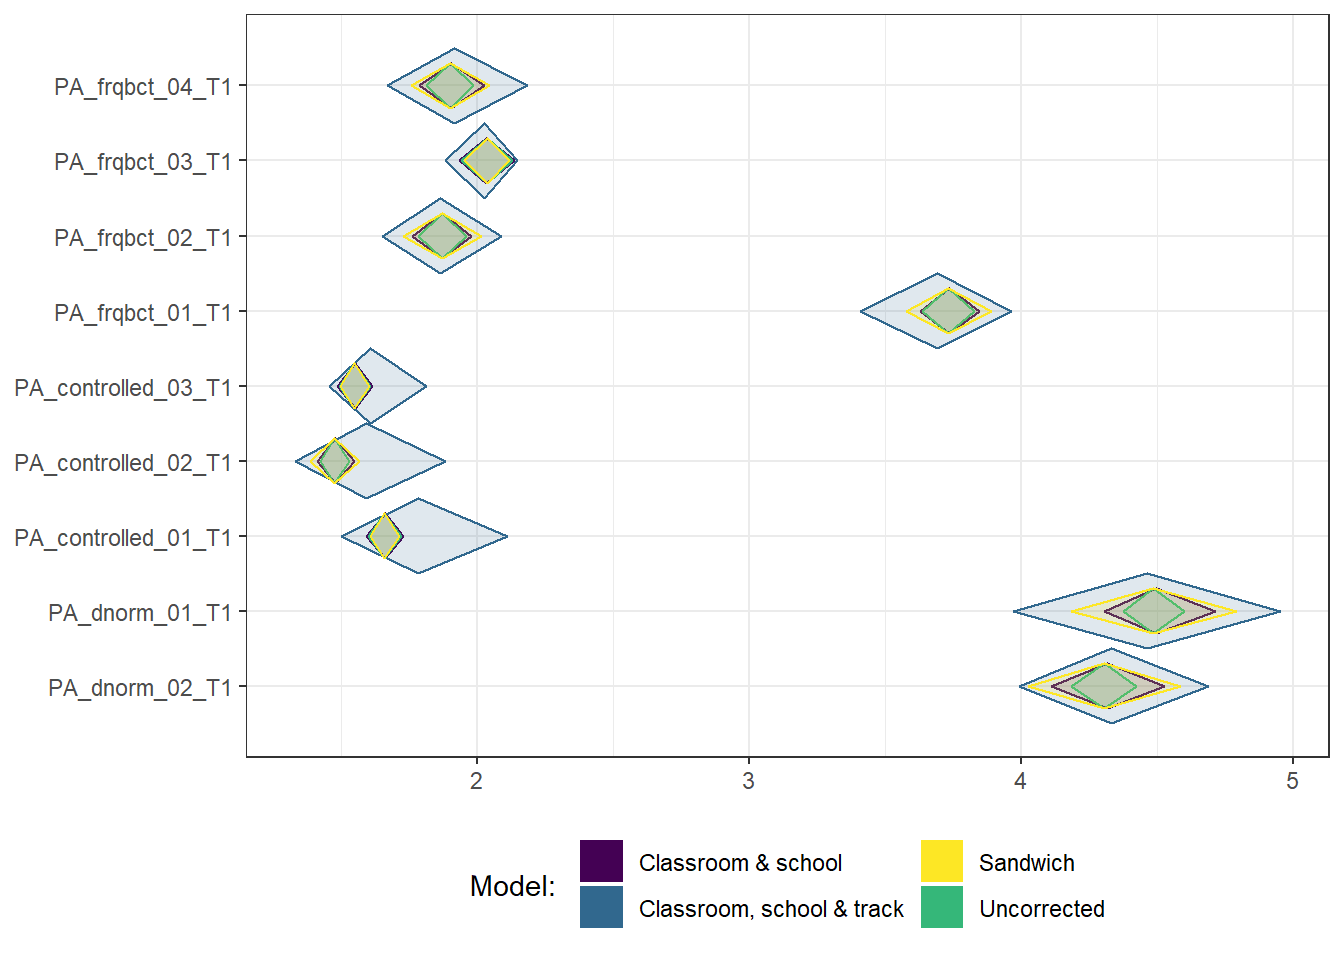 PA_frqbct_04_T1
PA_frqbct_03_T1
PA_frqbct_02_T1
PA_frqbct_01_T1
PA_controlled_03_T1
PA_controlled_02_T1
PA_controlled_01_T1
PA_dnorm_01_T1
PA_dnorm_02_T1
2 3 4 5
Model:
Classroom & school
Sandwich
Classroom, school & track
Uncorrected